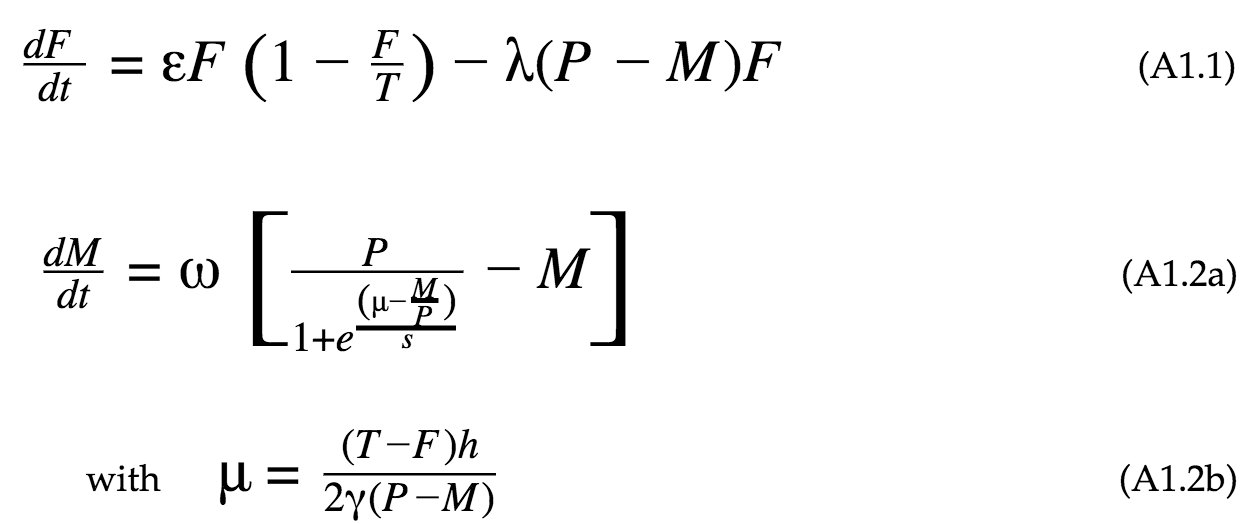 dF/dt = εF (1 − F/T) − λ(P − M)F (A1.1)
dM/dt = ω [P/(1+e^((μ−M/P)/s)) − M] (A1.2a)
with μ = (T−F)h/(2γ(P−M)) (A1.2b)